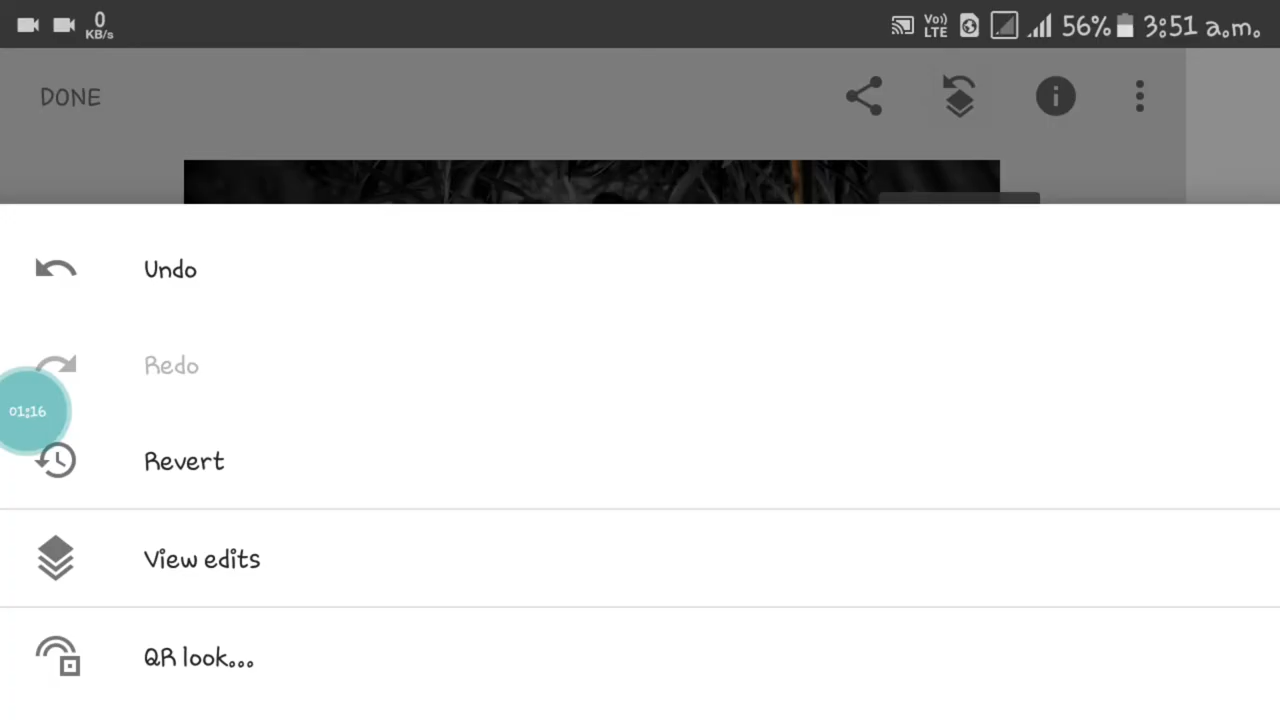 0
KB/s
Vo))
LTE
56%
3:51 a.m.
DONE
Undo
Redo
01:16
Revert
View edits
QR look...